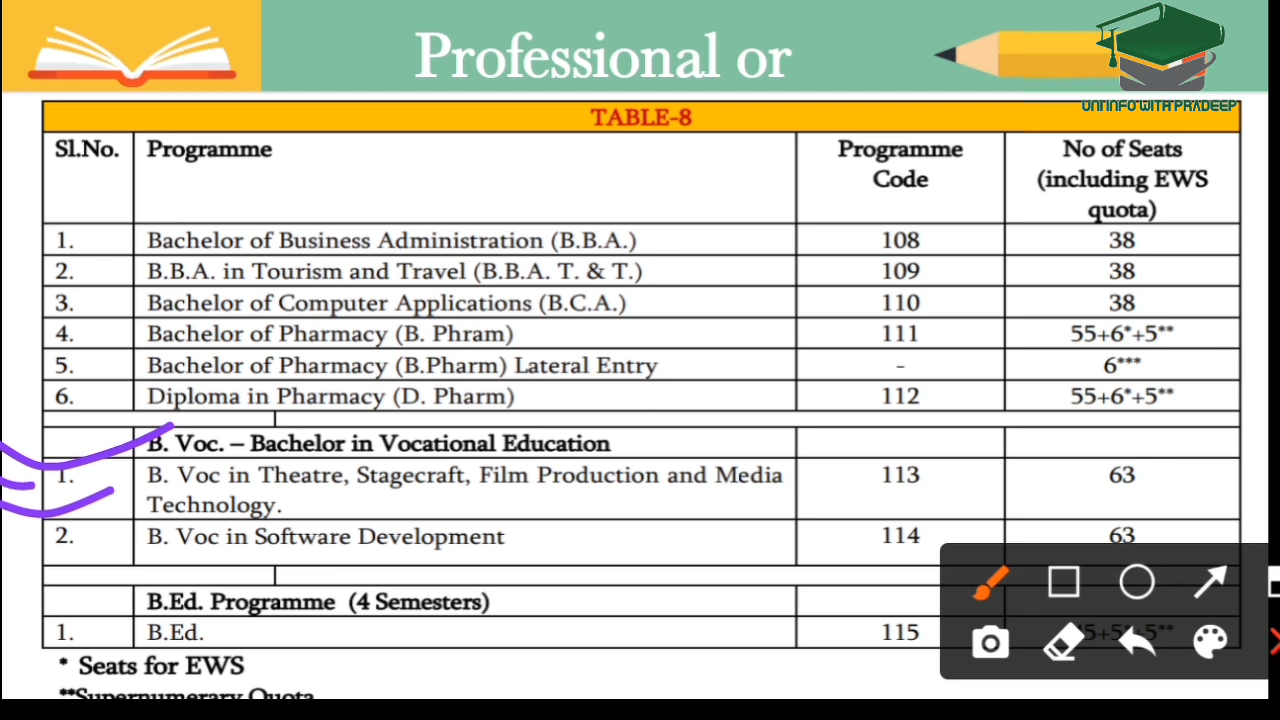 Professional or
UNI INFO WITH PRADEEP
TABLE-8
Sl.No. Programme Programme Code No of Seats (including EWS quota)
1. Bachelor of Business Administration (B.B.A.) 108 38
2. B.B.A. in Tourism and Travel (B.B.A. T. & T.) 109 38
3. Bachelor of Computer Applications (B.C.A.) 110 38
4. Bachelor of Pharmacy (B. Phram) 111 55+6*+5**
5. Bachelor of Pharmacy (B.Pharm) Lateral Entry - 6***
6. Diploma in Pharmacy (D. Pharm) 112 55+6*+5**
B. Voc. – Bachelor in Vocational Education
1. B. Voc in Theatre, Stagecraft, Film Production and Media 113 63
Technology.
2. B. Voc in Software Development 114 63
B.Ed. Programme (4 Semesters)
1. B.Ed. 115
* Seats for EWS
**Supernumerary Quota